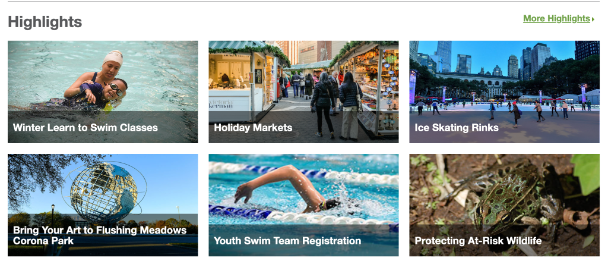 Highlights
More Highlights
Winter Learn to Swim Classes
Holiday Markets
Ice Skating Rinks
Bring Your Art to Flushing Meadows
Corona Park
Youth Swim Team Registration
Protecting At-Risk Wildlife